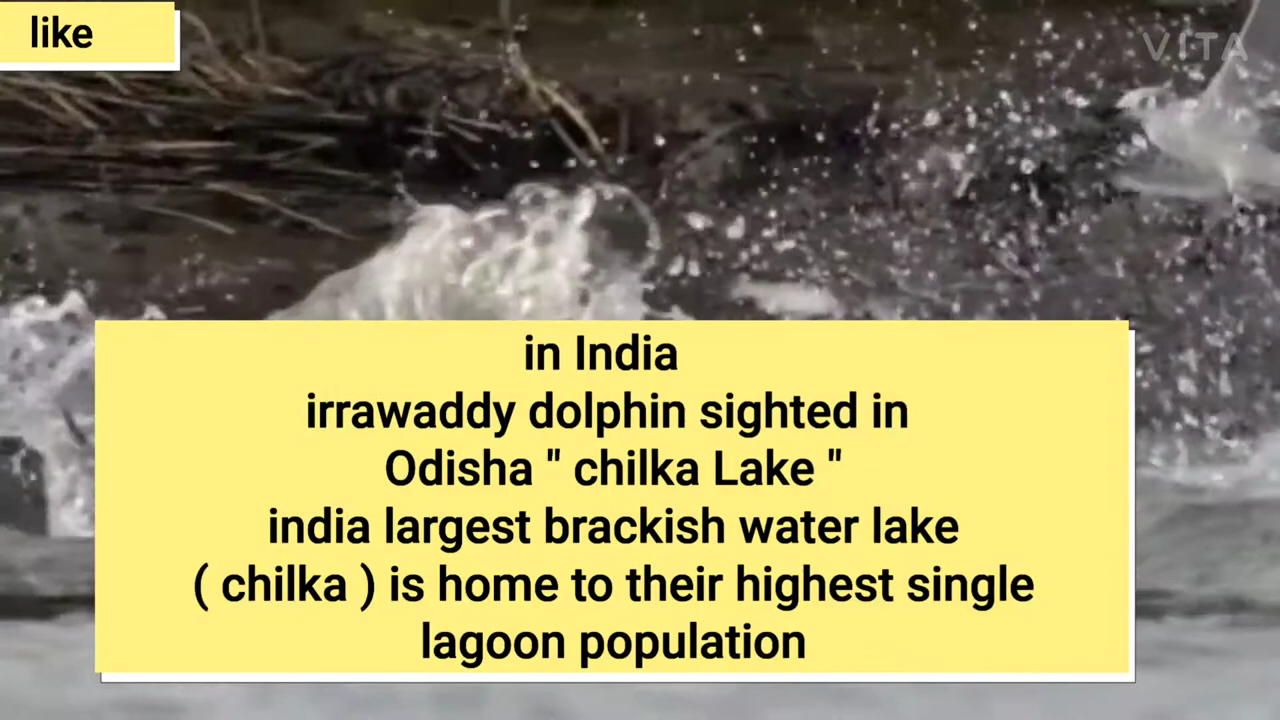 like
VITA
in India
irrawaddy dolphin sighted in
Odisha " chilka Lake "
india largest brackish water lake
( chilka ) is home to their highest single
lagoon population